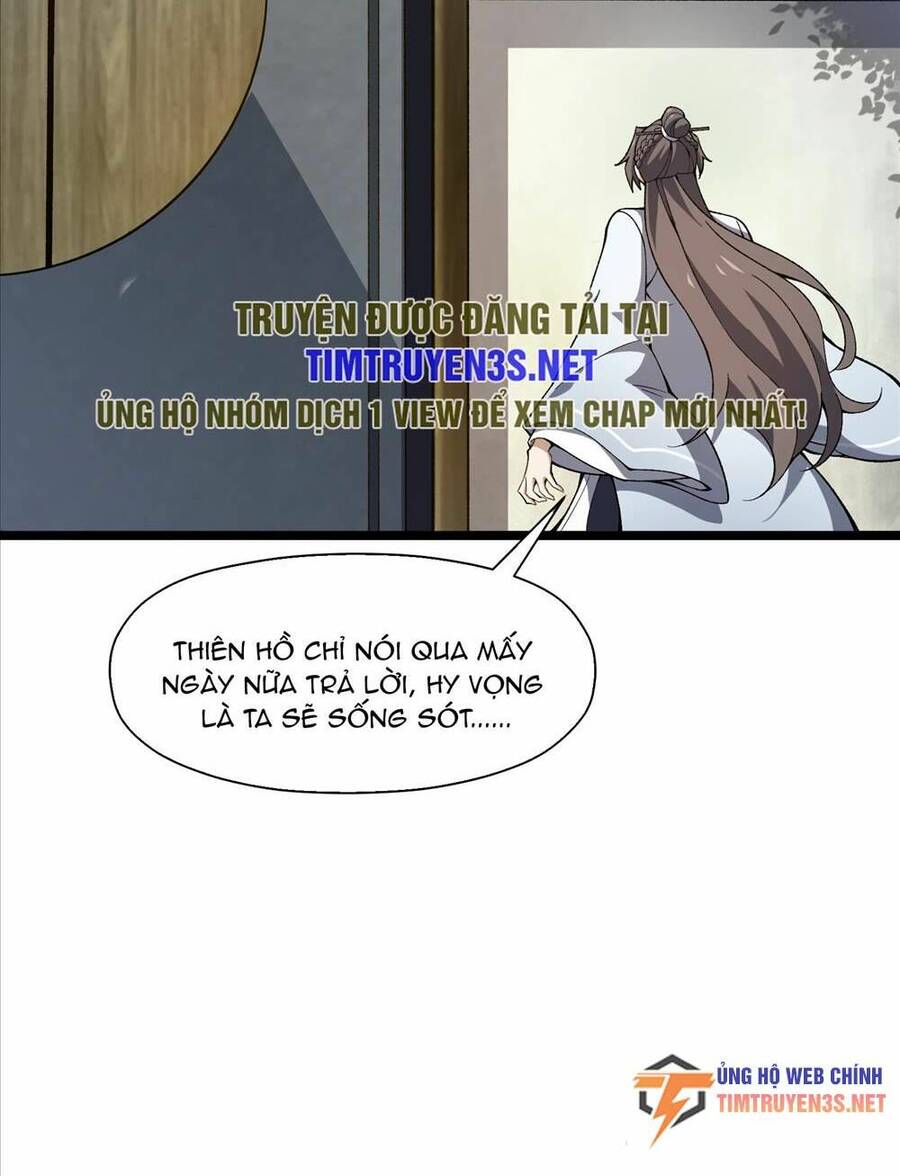 TRUYỆN ĐƯỢC ĐĂNG TẢI TẠI
TIMTRUYEN3S.NET
ỦNG HỘ NHÓM DỊCH 1 VIEW ĐỂ XEM CHAP MỚI NHẤT!
THIÊN HỒ CHỈ NÓI QUA MẤY
NGÀY NỮA TRẢ LỜI, HY VỌNG
LÀ TA SẼ SỐNG SÓT......
ỦNG HỘ WEB CHÍNH
TIMTRUYEN3S.NET